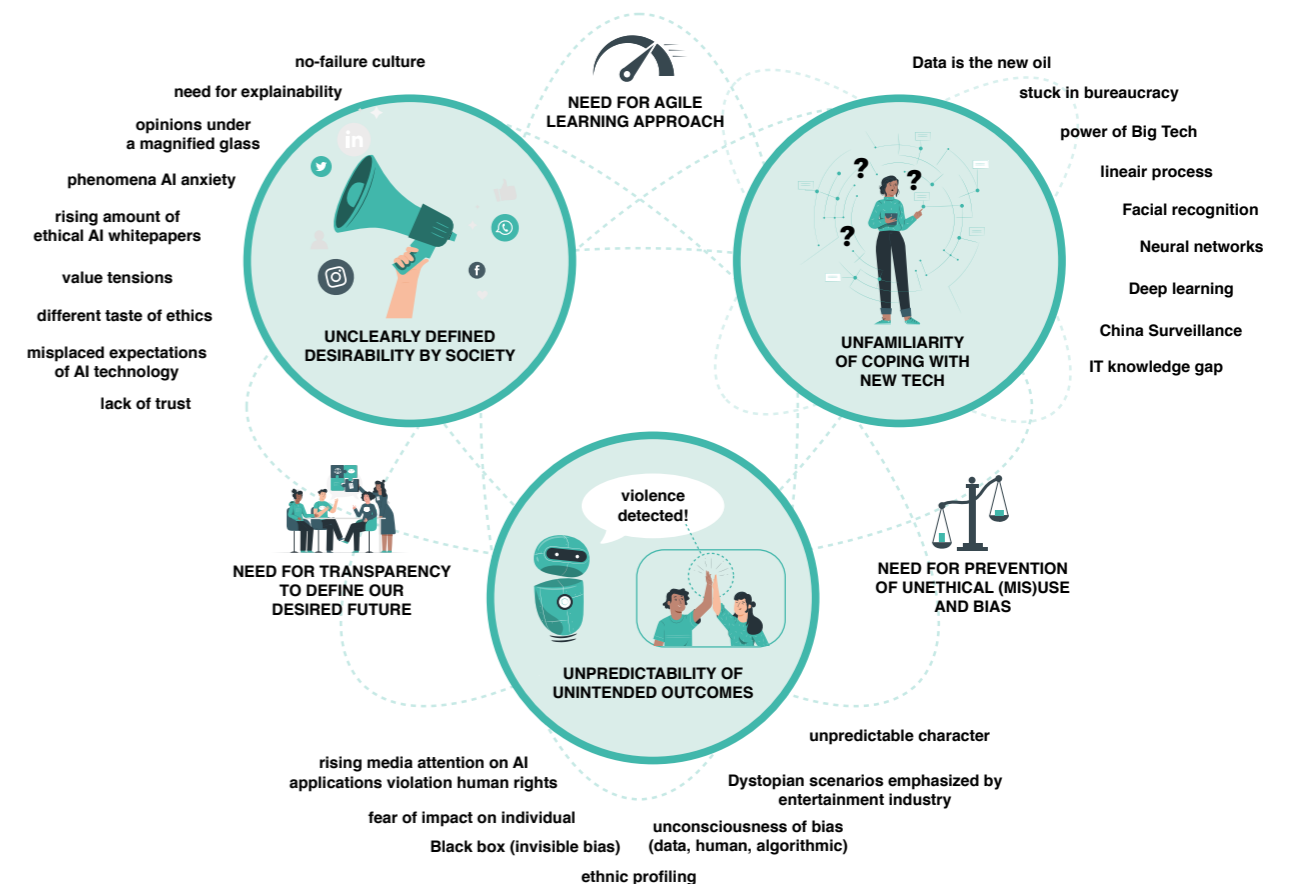 no-failure culture
need for explainability
opinions under
a magnified glass
phenomena AI anxiety
rising amount of
ethical AI whitepapers
value tensions
different taste of ethics
misplaced expectations
of AI technology
lack of trust
in
f
UNCLEARLY DEFINED
DESIRABILITY BY SOCIETY
NEED FOR AGILE
LEARNING APPROACH
Data is the new oil
stuck in bureaucracy
power of Big Tech
lineair process
Facial recognition
Neural networks
Deep learning
China Surveillance
IT knowledge gap
?
?
?
UNFAMILIARITY
OF COPING WITH
NEW TECH
NEED FOR TRANSPARENCY
TO DEFINE OUR
DESIRED FUTURE
violence
detected!
UNPREDICTABILITY OF
UNINTENDED OUTCOMES
NEED FOR PREVENTION
OF UNETHICAL (MIS)USE
AND BIAS
rising media attention on AI
applications violation human rights
fear of impact on individual
Black box (invisible bias)
ethnic profiling
unconsciousness of bias
(data, human, algorithmic)
Dystopian scenarios emphasized by
entertainment industry
unpredictable character